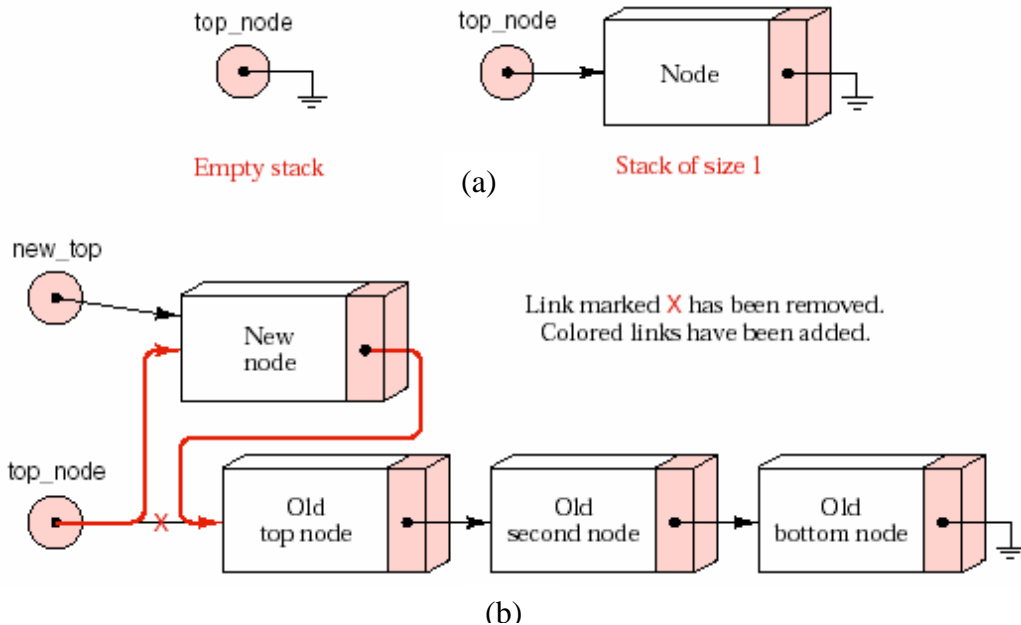 top_node
top_node
Node
Empty stack
Stack of size 1
(a)
new_top
New
node
Link marked X has been removed.
Colored links have been added.
top_node
X
Old
top node
Old
second node
Old
bottom node
(b)